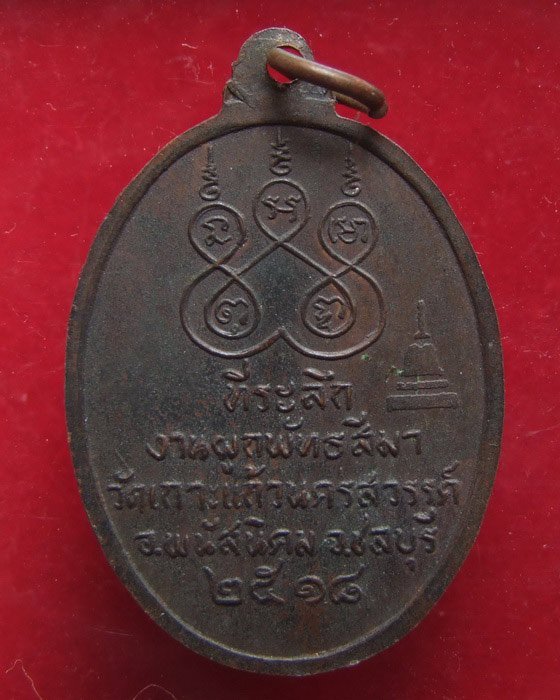 ที่ระลึก
งานผูกพัทธสีมา
วัดเกาะแก้วนครสวรรค์
อ.พนัสนิคม จ.ชลบุรี
๒๕๑๘